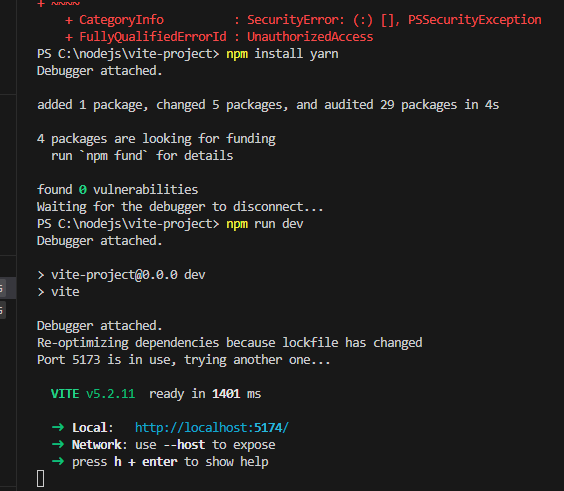 + ~~~~
+ CategoryInfo          : SecurityError: (:) [], PSSecurityException
+ FullyQualifiedErrorId : UnauthorizedAccess
PS C:\nodejs\vite-project> npm install yarn
Debugger attached.
added 1 package, changed 5 packages, and audited 29 packages in 4s
4 packages are looking for funding
run `npm fund` for details
found 0 vulnerabilities
Waiting for the debugger to disconnect...
PS C:\nodejs\vite-project> npm run dev
Debugger attached.
> vite-project@0.0.0 dev
> vite
Debugger attached.
Re-optimizing dependencies because lockfile has changed
Port 5173 is in use, trying another one...
VITE v5.2.11  ready in 1401 ms
➜ Local:   http://localhost:5174/
➜ Network: use --host to expose
➜ press h + enter to show help